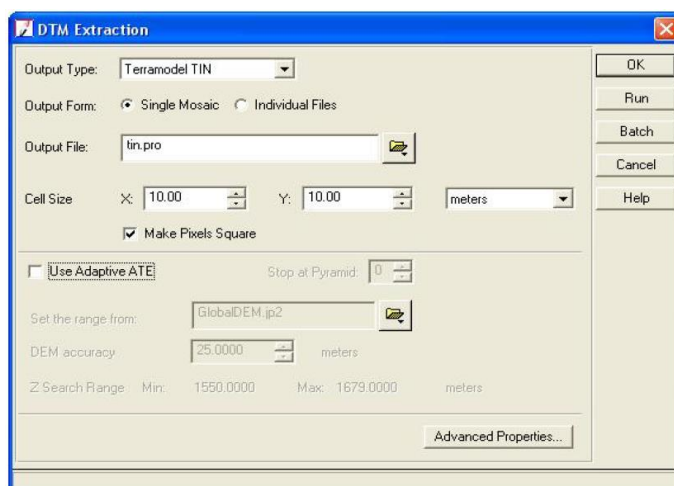 DTM Extraction
Output Type: Terramodel TIN
OK
Output Form: Single Mosaic Individual Files
Run
Output File: tin.pro
Batch
Cancel
Cell Size X: 10.00 Y: 10.00 meters
Help
Make Pixels Square
Use Adaptive ATE Stop at Pyramid: 0
Set the range from: GlobalDEM.jp2
DEM accuracy 25.0000 meters
Z Search Range Min: 1550.0000 Max: 1679.0000 meters
Advanced Properties...